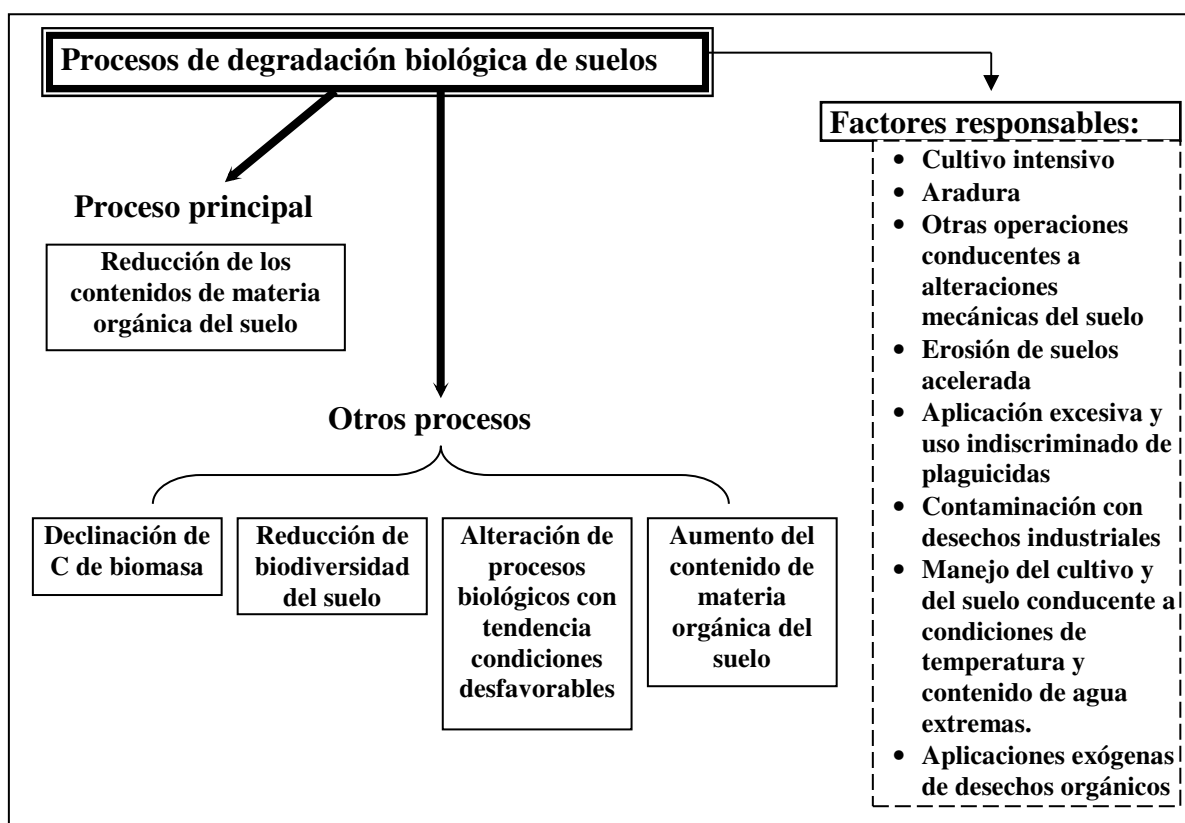 Procesos de degradación biológica de suelos
Proceso principal
Reducción de los
contenidos de materia
orgánica del suelo
Otros procesos
Declinación de
C de biomasa
Reducción de
biodiversidad
del suelo
Alteración de
procesos
biológicos con
tendencia
condiciones
desfavorables
Aumento del
contenido de
materia
orgánica del
suelo
Factores responsables:
• Cultivo intensivo
• Aradura
• Otras operaciones
conducentes a
alteraciones
mecánicas del suelo
• Erosión de suelos
acelerada
• Aplicación excesiva y
uso indiscriminado de
plaguicidas
• Contaminación con
desechos industriales
• Manejo del cultivo y
del suelo conducente a
condiciones de
temperatura y
contenido de agua
extremas.
• Aplicaciones exógenas
de desechos orgánicos